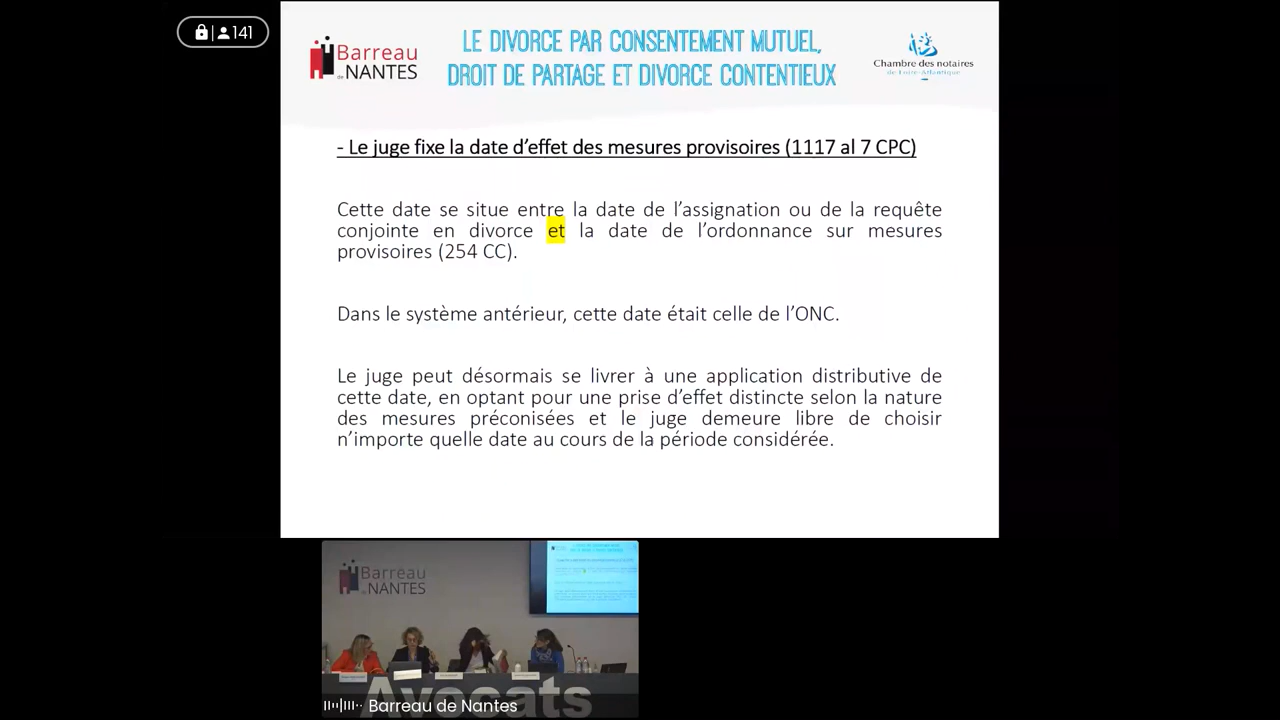 141
Barreau
de NANTES
LE DIVORCE PAR CONSENTEMENT MUTUEL,
DROIT DE PARTAGE ET DIVORCE CONTENTIEUX
Chambre des notaires
de Loire-Atlantique
- Le juge fixe la date d’effet des mesures provisoires (1117 al 7 CPC)
Cette date se situe entre la date de l’assignation ou de la requête
conjointe en divorce et la date de l’ordonnance sur mesures
provisoires (254 CC).
Dans le système antérieur, cette date était celle de l’ONC.
Le juge peut désormais se livrer à une application distributive de
cette date, en optant pour une prise d’effet distincte selon la nature
des mesures préconisées et le juge demeure libre de choisir
n’importe quelle date au cours de la période considérée.
Barreau
de NANTES
Avocats
Barreau de Nantes